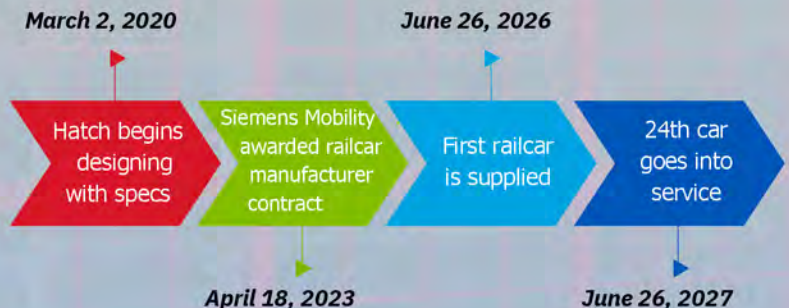 March 2, 2020
June 26, 2026
Hatch begins
designing
with specs
Siemens Mobility
awarded railcar
manufacturer
contract
First railcar
is supplied
24th car
goes into
service
April 18, 2023
June 26, 2027